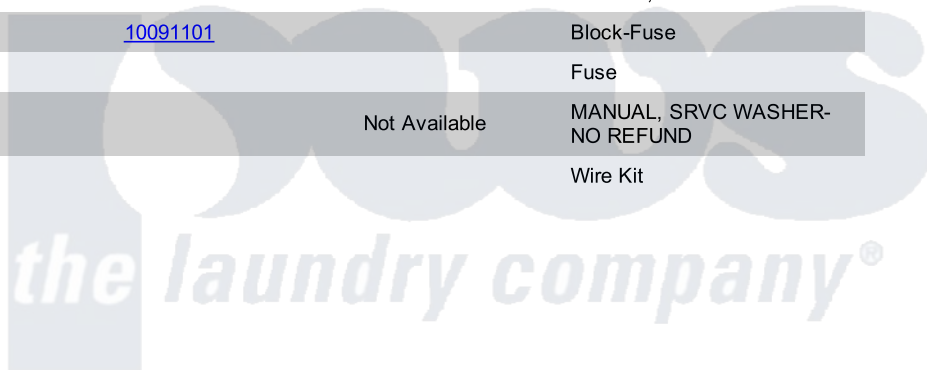 10091101 Block-Fuse
Fuse
Not Available MANUAL, SRVC WASHER-
NO REFUND
Wire Kit
the laundry company®